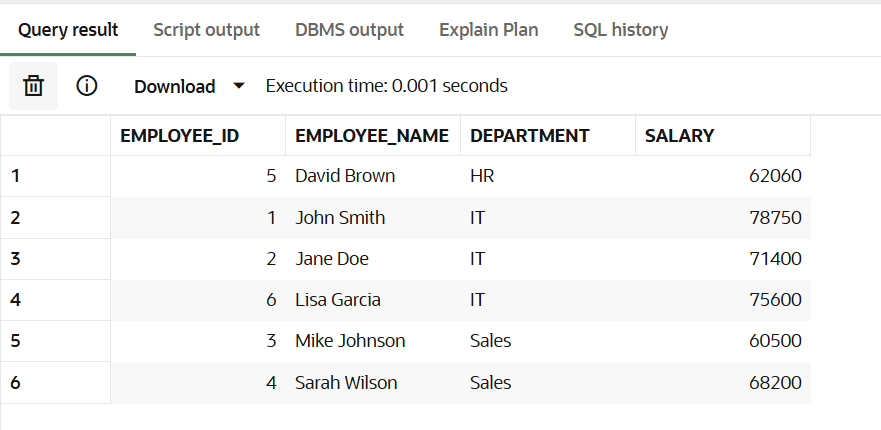 Query result Script output DBMS output Explain Plan SQL history
Download Execution time: 0.001 seconds
EMPLOYEE_ID EMPLOYEE_NAME DEPARTMENT SALARY
1 5 David Brown HR 62060
2 1 John Smith IT 78750
3 2 Jane Doe IT 71400
4 6 Lisa Garcia IT 75600
5 3 Mike Johnson Sales 60500
6 4 Sarah Wilson Sales 68200